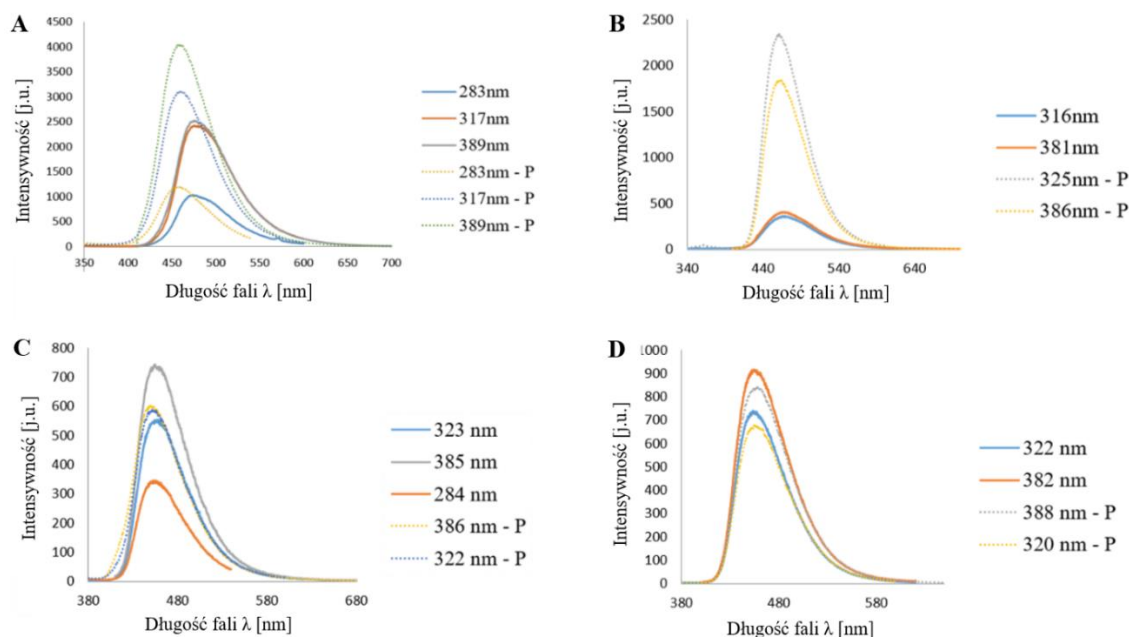 A
Intensywność [j.u.]
4500
4000
3500
3000
2500
2000
1500
1000
500
0
350 400 450 500 550 600 650 700
Długość fali λ [nm]
283nm
317nm
389nm
283nm - P
317nm - P
389nm - P
B
Intensywność [j.u.]
2500
2000
1500
1000
500
0
340 440 540 640
Długość fali λ [nm]
316nm
381nm
325nm - P
386nm - P
C
Intensywność [j.u.]
800
700
600
500
400
300
200
100
0
380 480 580 680
Długość fali λ [nm]
323 nm
385 nm
284 nm
386 nm - P
322 nm - P
D
Intensywność [j.u.]
1000
900
800
700
600
500
400
300
200
100
0
380 480 580
Długość fali λ [nm]
322 nm
382 nm
388 nm - P
320 nm - P